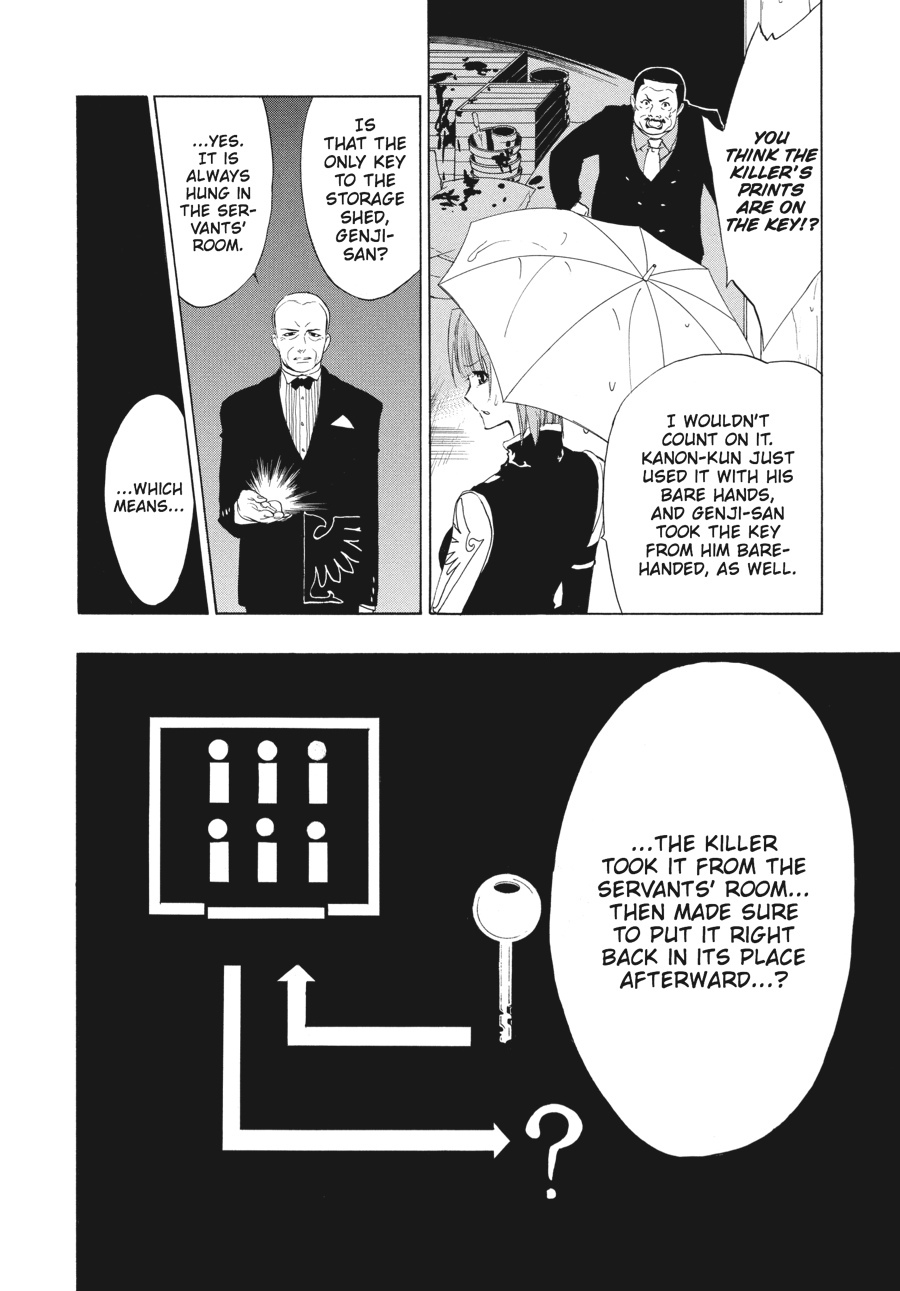 YOU
THINK THE
KILLER'S
PRINTS
ARE ON
THE KEY!?
I WOULDN'T
COUNT ON IT.
KANON-KUN JUST
USED IT WITH HIS
BARE HANDS,
AND GENJI-SAN
TOOK THE KEY
FROM HIM BARE-
HANDED, AS WELL.
IS
THAT THE
ONLY KEY
TO THE
STORAGE
SHED,
GENJI-
SAN?
...YES.
IT IS
ALWAYS
HUNG IN
THE SER-
VANTS'
ROOM.
...WHICH
MEANS...
...THE KILLER
TOOK IT FROM THE
SERVANTS' ROOM...
THEN MADE SURE
TO PUT IT RIGHT
BACK IN ITS PLACE
AFTERWARD...?
?